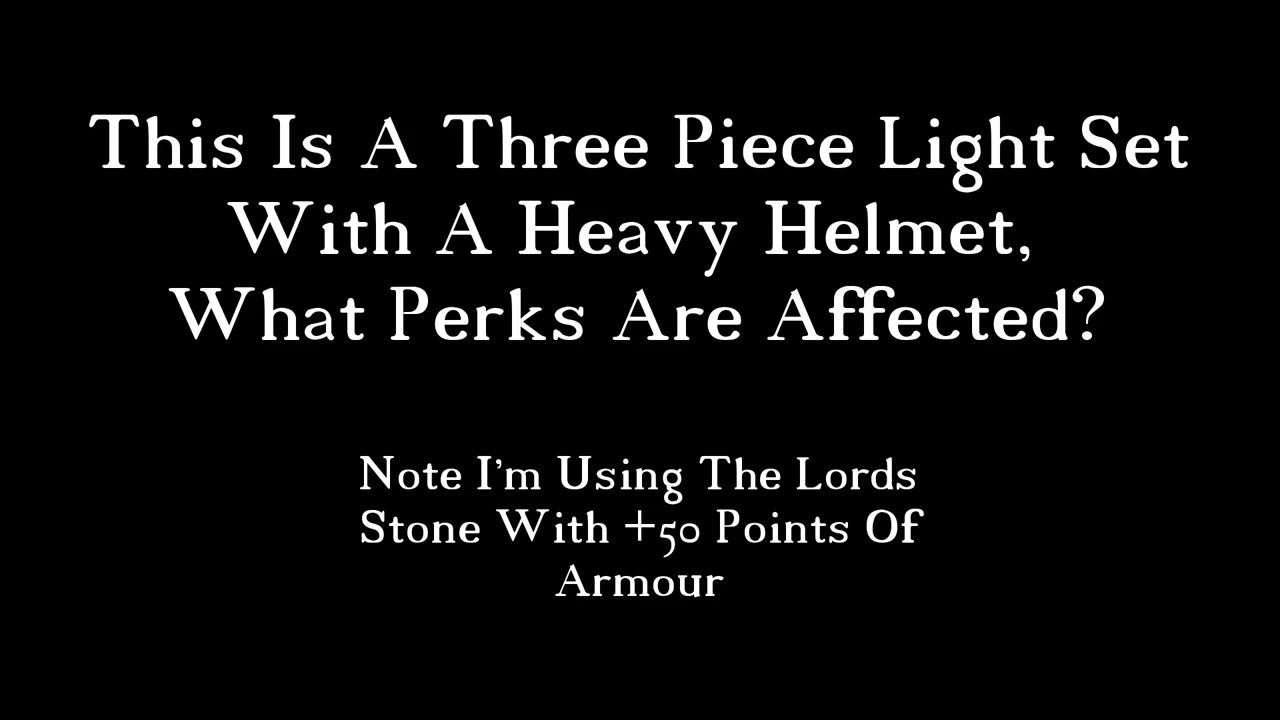 This Is A Three Piece Light Set
With A Heavy Helmet,
What Perks Are Affected?
Note I'm Using The Lords
Stone With +50 Points Of
Armour